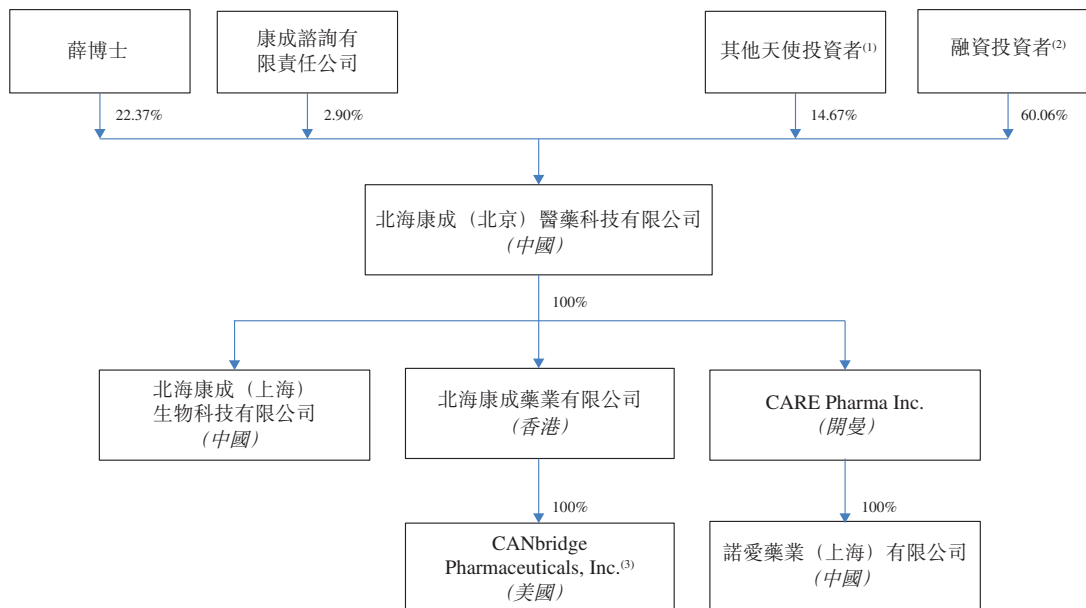 薛博士
康成諮詢有
限責任公司
其他天使投資者(1)
融資投資者(2)
22.37%
2.90%
14.67%
60.06%
北海康成（北京）醫藥科技有限公司
（中國）
100%
北海康成（上海）
生物科技有限公司
（中國）
北海康成藥業有限公司
（香港）
CARE Pharma Inc.
（開曼）
100%
100%
CANbridge
Pharmaceuticals, Inc.(3)
（美國）
諾愛藥業（上海）有限公司
（中國）